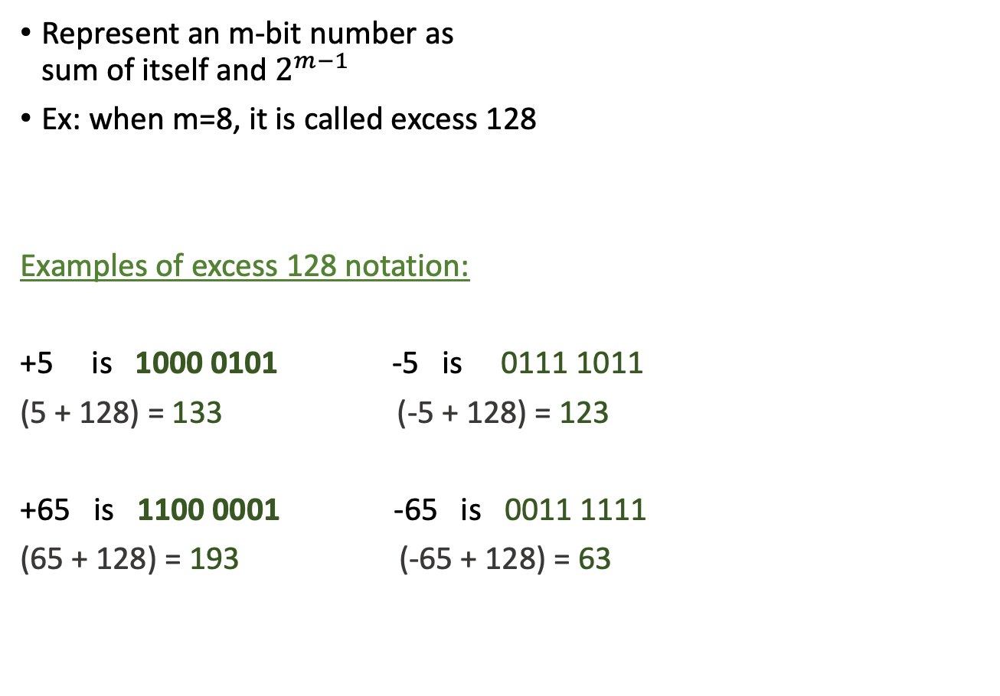 • Represent an m-bit number as
sum of itself and 2^{m−1}
• Ex: when m=8, it is called excess 128
Examples of excess 128 notation:
+5 is 1000 0101 -5 is 0111 1011
(5 + 128) = 133 (-5 + 128) = 123
+65 is 1100 0001 -65 is 0011 1111
(65 + 128) = 193 (-65 + 128) = 63